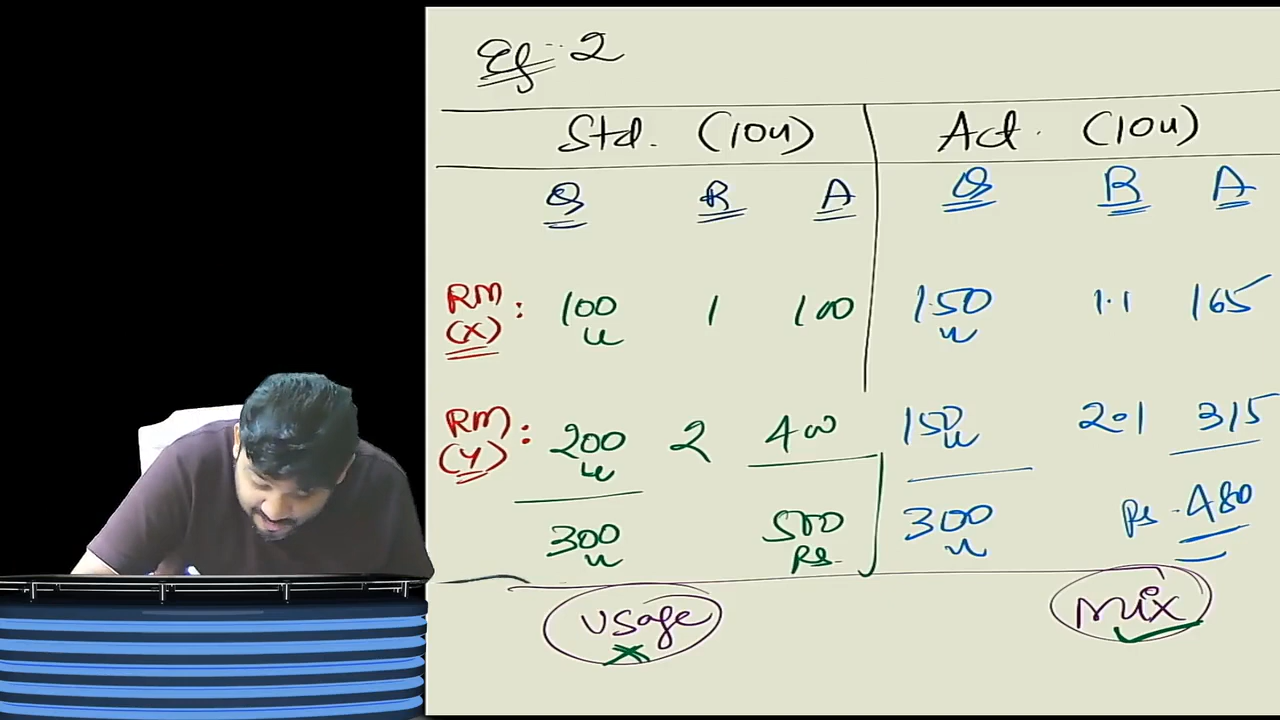 Eg:- 2
Std. (10u) Act. (10u)
Q R A Q R A
RM (X) : 100 u 1 100 150 u 1.1 165
RM (Y) : 200 u 2 400 150 u 2.1 315
300 u 500 Rs. 300 u Rs. 480
Usage Mix